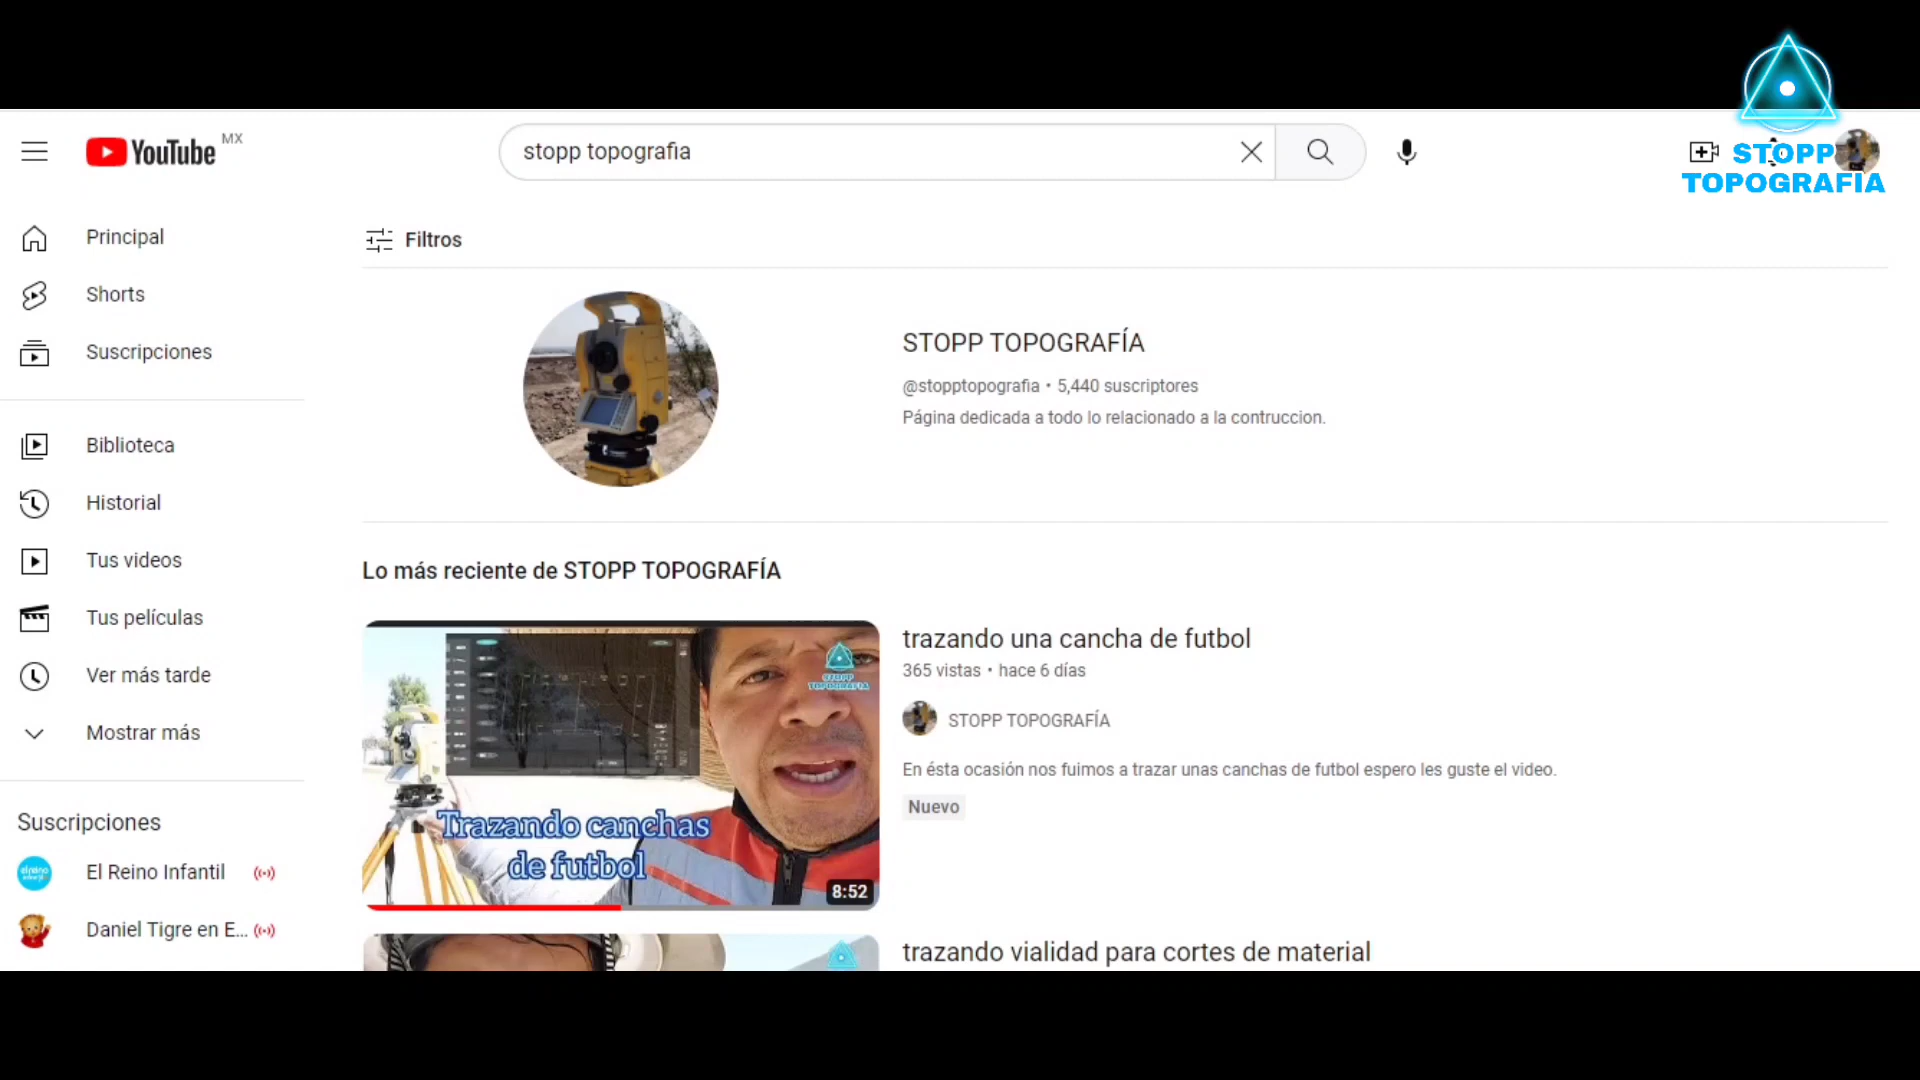 YouTube MX
stopp topografia
STOPP
TOPOGRAFIA
Principal
Shorts
Suscripciones
Biblioteca
Historial
Tus videos
Tus películas
Ver más tarde
Mostrar más
Suscripciones
El Reino Infantil
Daniel Tigre en E...
Filtros
STOPP TOPOGRAFÍA
@stopptopografia • 5,440 suscriptores
Página dedicada a todo lo relacionado a la contruccion.
Lo más reciente de STOPP TOPOGRAFÍA
STOPP
TOPOGRAFIA
Trazando canchas
de futbol
8:52
trazando una cancha de futbol
365 vistas • hace 6 días
STOPP TOPOGRAFÍA
En ésta ocasión nos fuimos a trazar unas canchas de futbol espero les guste el video.
Nuevo
trazando vialidad para cortes de material